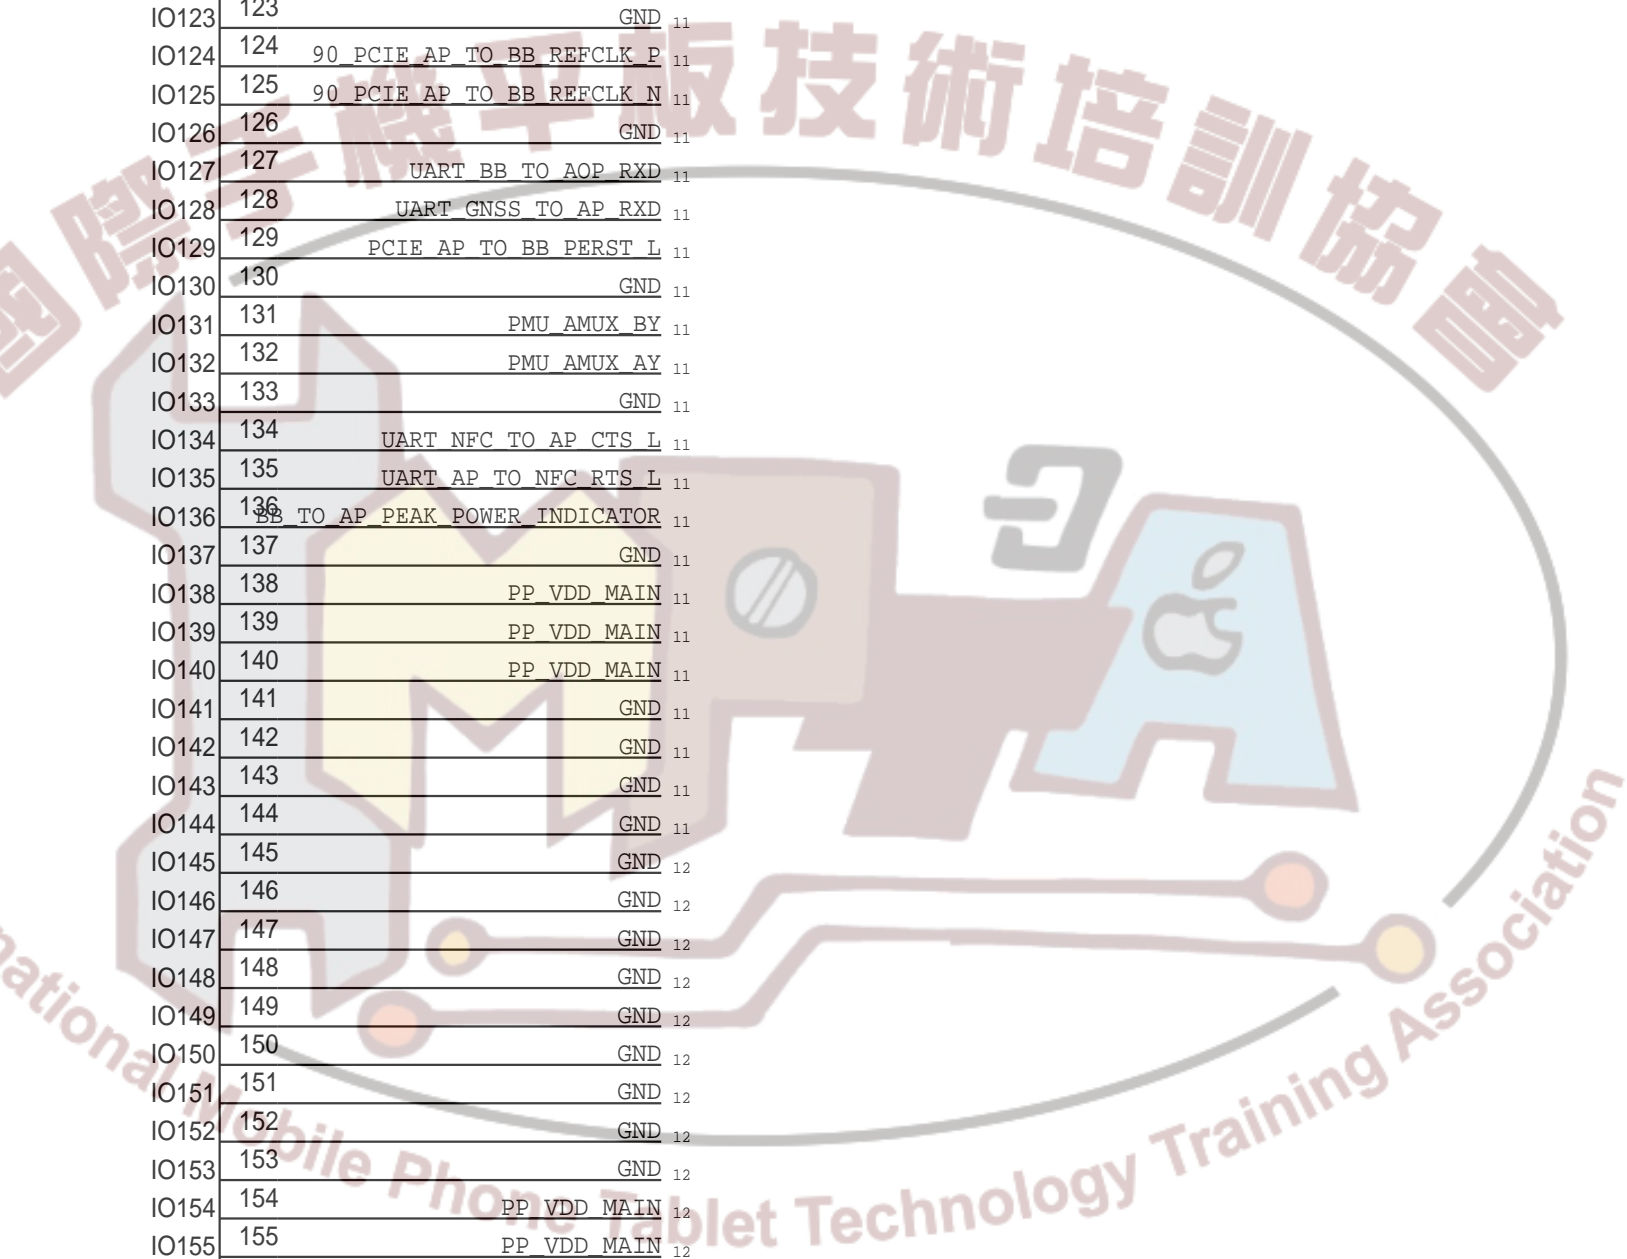 IO123 123 GND 11
IO124 124 90_PCIE_AP_TO_BB_REFCLK_P 11
IO125 125 90_PCIE_AP_TO_BB_REFCLK_N 11
IO126 126 GND 11
IO127 127 UART_BB_TO_AOP_RXD 11
IO128 128 UART_GNSS_TO_AP_RXD 11
IO129 129 PCIE_AP_TO_BB_PERST_L 11
IO130 130 GND 11
IO131 131 PMU_AMUX_BY 11
IO132 132 PMU_AMUX_AY 11
IO133 133 GND 11
IO134 134 UART_NFC_TO_AP_CTS_L 11
IO135 135 UART_AP_TO_NFC_RTS_L 11
IO136 136 BB_TO_AP_PEAK_POWER_INDICATOR 11
IO137 137 GND 11
IO138 138 PP_VDD_MAIN 11
IO139 139 PP_VDD_MAIN 11
IO140 140 PP_VDD_MAIN 11
IO141 141 GND 11
IO142 142 GND 11
IO143 143 GND 11
IO144 144 GND 11
IO145 145 GND 12
IO146 146 GND 12
IO147 147 GND 12
IO148 148 GND 12
IO149 149 GND 12
IO150 150 GND 12
IO151 151 GND 12
IO152 152 GND 12
IO153 153 GND 12
IO154 154 PP_VDD_MAIN 12
IO155 155 PP_VDD_MAIN 12
國際手機平板技術培訓協會
national Mobile Phone Tablet Technology Training Association